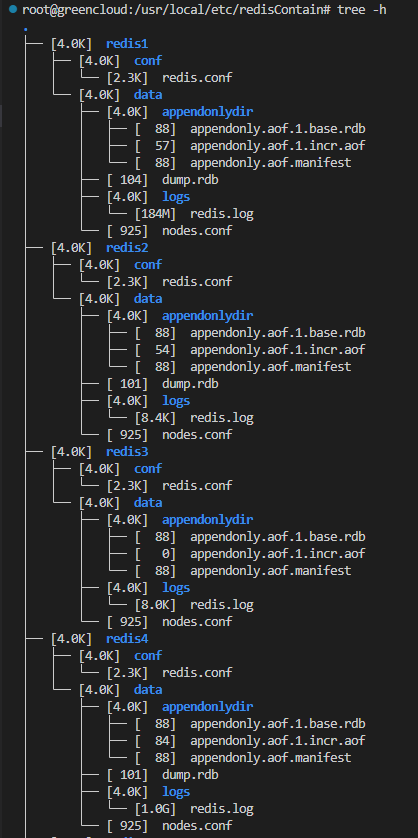 root@greencloud:/usr/local/etc/redisContain# tree -h
.
├── [4.0K]  redis1
│   ├── [4.0K]  conf
│   │   └── [2.3K]  redis.conf
│   └── [4.0K]  data
│       ├── [4.0K]  appendonlydir
│       │   ├── [  88]  appendonly.aof.1.base.rdb
│       │   ├── [  57]  appendonly.aof.1.incr.aof
│       │   └── [  88]  appendonly.aof.manifest
│       ├── [ 104]  dump.rdb
│       ├── [4.0K]  logs
│       │   └── [184M]  redis.log
│       └── [ 925]  nodes.conf
├── [4.0K]  redis2
│   ├── [4.0K]  conf
│   │   └── [2.3K]  redis.conf
│   └── [4.0K]  data
│       ├── [4.0K]  appendonlydir
│       │   ├── [  88]  appendonly.aof.1.base.rdb
│       │   ├── [  54]  appendonly.aof.1.incr.aof
│       │   └── [  88]  appendonly.aof.manifest
│       ├── [ 101]  dump.rdb
│       ├── [4.0K]  logs
│       │   └── [8.4K]  redis.log
│       └── [ 925]  nodes.conf
├── [4.0K]  redis3
│   ├── [4.0K]  conf
│   │   └── [2.3K]  redis.conf
│   └── [4.0K]  data
│       ├── [4.0K]  appendonlydir
│       │   ├── [  88]  appendonly.aof.1.base.rdb
│       │   ├── [   0]  appendonly.aof.1.incr.aof
│       │   └── [  88]  appendonly.aof.manifest
│       ├── [4.0K]  logs
│       │   └── [8.0K]  redis.log
│       └── [ 925]  nodes.conf
├── [4.0K]  redis4
│   ├── [4.0K]  conf
│   │   └── [2.3K]  redis.conf
│   └── [4.0K]  data
│       ├── [4.0K]  appendonlydir
│       │   ├── [  88]  appendonly.aof.1.base.rdb
│       │   ├── [  84]  appendonly.aof.1.incr.aof
│       │   └── [  88]  appendonly.aof.manifest
│       ├── [ 101]  dump.rdb
│       ├── [4.0K]  logs
│       │   └── [1.0G]  redis.log
│       └── [ 925]  nodes.conf